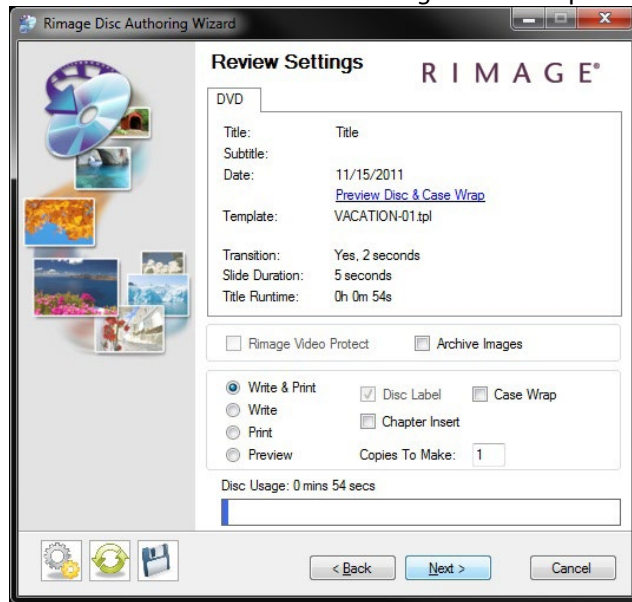 Rimage Disc Authoring Wizard
Review Settings
RIMAGE®
DVD
Title: Title
Subtitle:
Date: 11/15/2011
Preview Disc & Case Wrap
Template: VACATION-01.tpl
Transition: Yes, 2 seconds
Slide Duration: 5 seconds
Title Runtime: 0h 0m 54s
Rimage Video Protect Archive Images
Write & Print Disc Label Case Wrap
Write Chapter Insert
Print
Preview Copies To Make: 1
Disc Usage: 0 mins 54 secs
< Back Next > Cancel